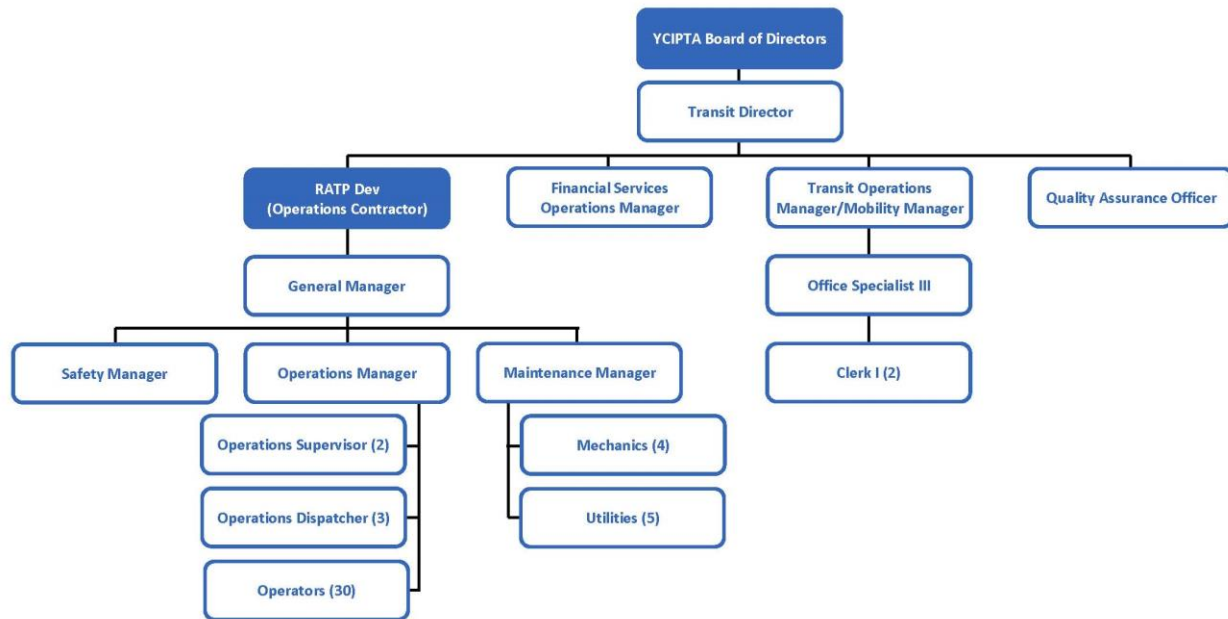 YCIPTA Board of Directors
Transit Director
RATP Dev
(Operations Contractor)
Financial Services
Operations Manager
Transit Operations
Manager/Mobility Manager
Quality Assurance Officer
General Manager
Office Specialist III
Safety Manager
Operations Manager
Maintenance Manager
Clerk I (2)
Operations Supervisor (2)
Mechanics (4)
Operations Dispatcher (3)
Utilities (5)
Operators (30)